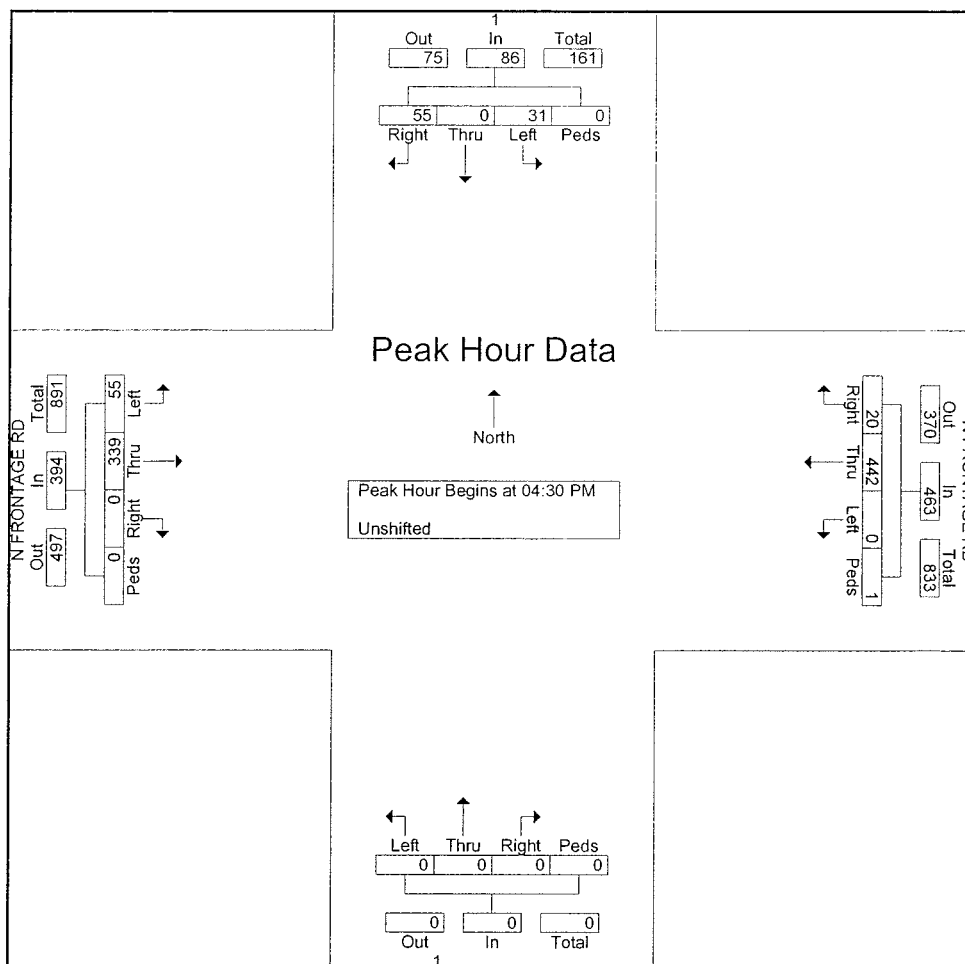 1
Out In Total
75 86 161
55 0 31 0
Right Thru Left Peds
Peak Hour Data
North
Peak Hour Begins at 04:30 PM
Unshifted
N FRONTAGE RD
Out In Total
497 394 891
55 339 0 0
Left Thru Right Peds
Out In Total
370 463 833
20 442 0 1
Right Thru Left Peds
Left Thru Right Peds
0 0 0 0
0 0 0
Out In Total
1